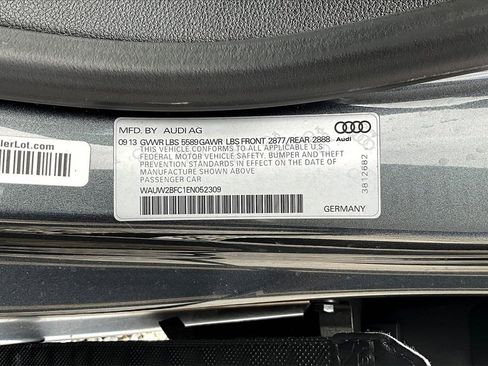 MFD. BY AUDI AG
09 13 GVWR LBS 5589 GAWR LBS FRONT 2877/REAR 2888
THIS VEHICLE CONFORMS TO ALL APPLICABLE U.S
FEDERAL MOTOR VEHICLE SAFETY, BUMPER AND THEFT
PREVENTION STANDARDS IN EFFECT ON THE DATE OF
MANUFACTURE SHOWN ABOVE
PASSENGER CAR
WAUW2BFC1EN052309
GERMANY
Audi
3812682
lerLot.com